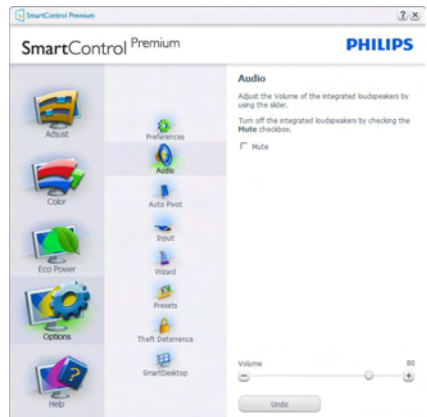 SmartControl Premium
SmartControl Premium
PHILIPS
Adjust
Color
Eco Power
Options
Help
Preferences
Audio
Auto Pivot
Input
Wizard
Presets
Theft Deterrence
SmartDesktop
Audio
Adjust the Volume of the integrated loudspeakers by
using the slider.
Turn off the integrated loudspeakers by checking the
Mute checkbox.
Mute
Volume 80
Undo